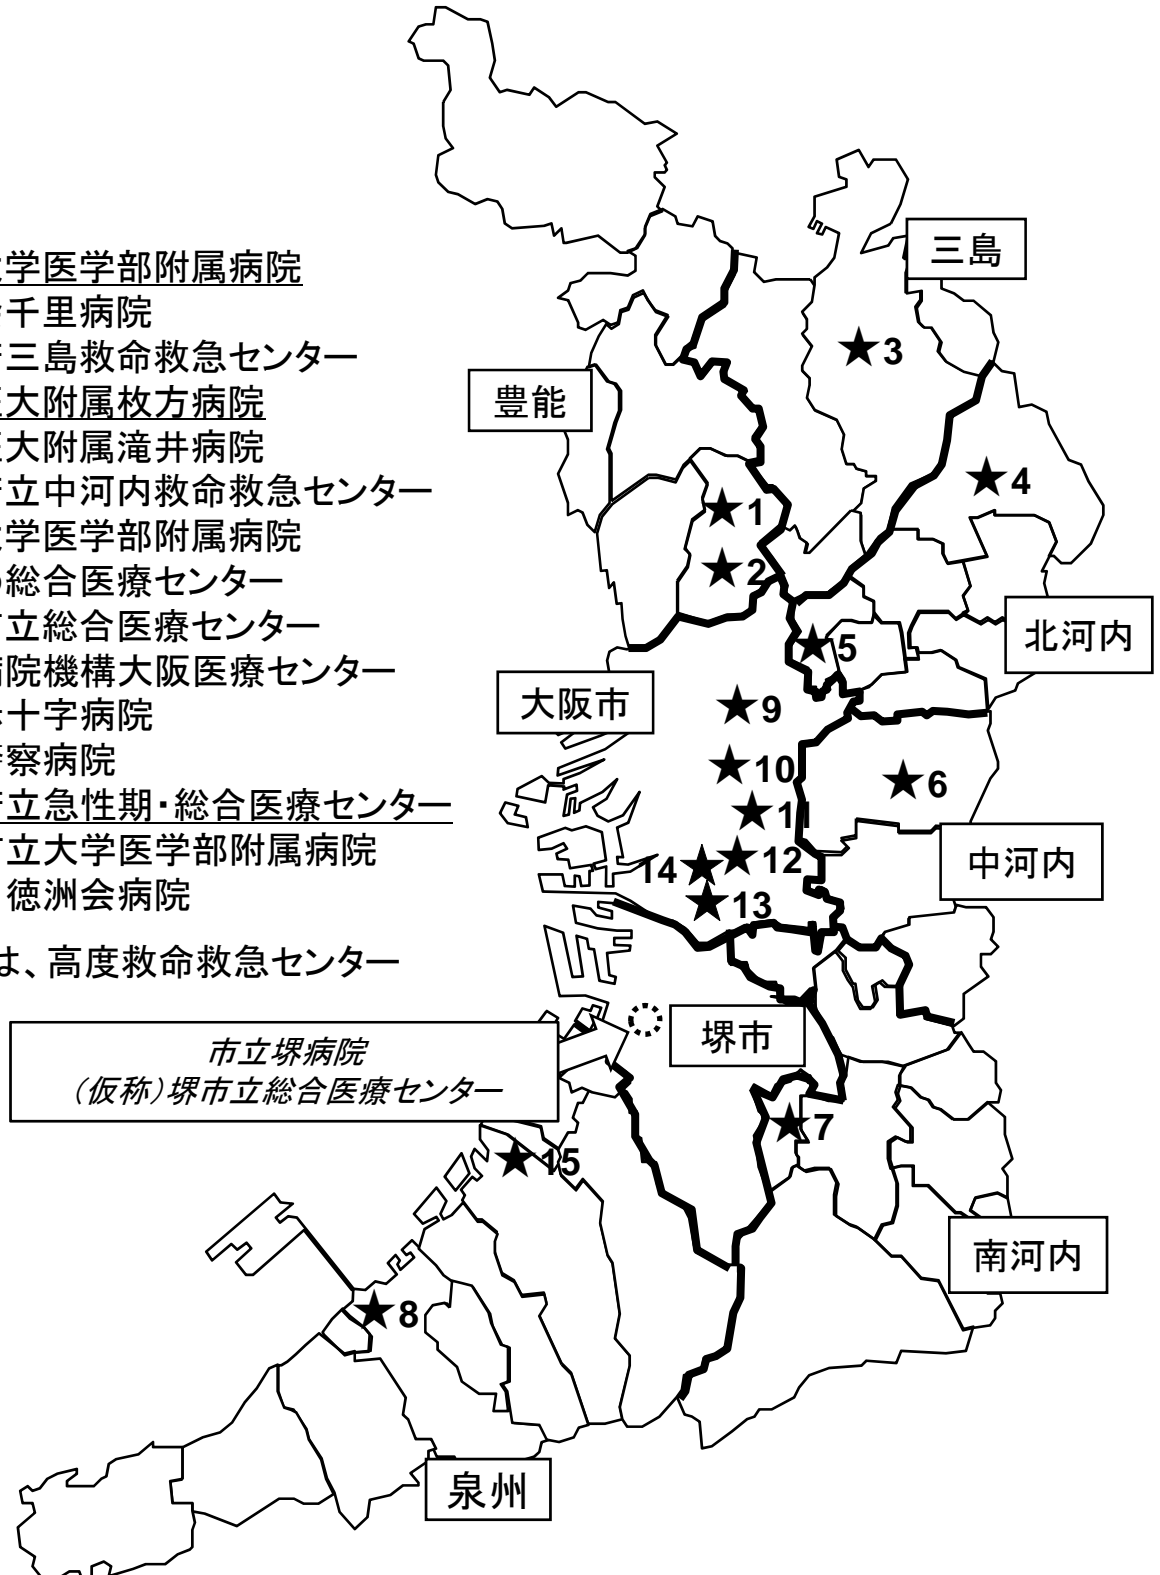 学医学部附属病院
千里病院
三島救命救急センター
大附属枚方病院
大附属滝井病院
立中河内救命救急センター
学医学部附属病院
総合医療センター
立総合医療センター
病院機構大阪医療センター
十字病院
察病院
立急性期・総合医療センター
立大学医学部附属病院
徳洲会病院
は、高度救命救急センター
市立堺病院
（仮称）堺市立総合医療センター
三島
豊能
北河内
大阪市
中河内
堺市
南河内
泉州
3
4
1
2
5
9
10
6
11
12
14
13
7
15
8